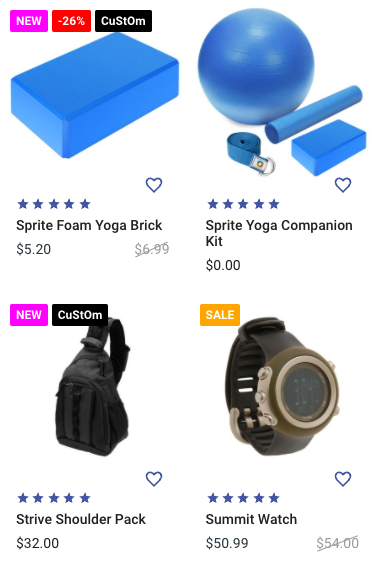 NEW -26% CuStOm
Sprite Foam Yoga Brick
$5.20 $6.99
Sprite Yoga Companion
Kit
$0.00
NEW CuStOm
Strive Shoulder Pack
$32.00
SALE
Summit Watch
$50.99 $54.00